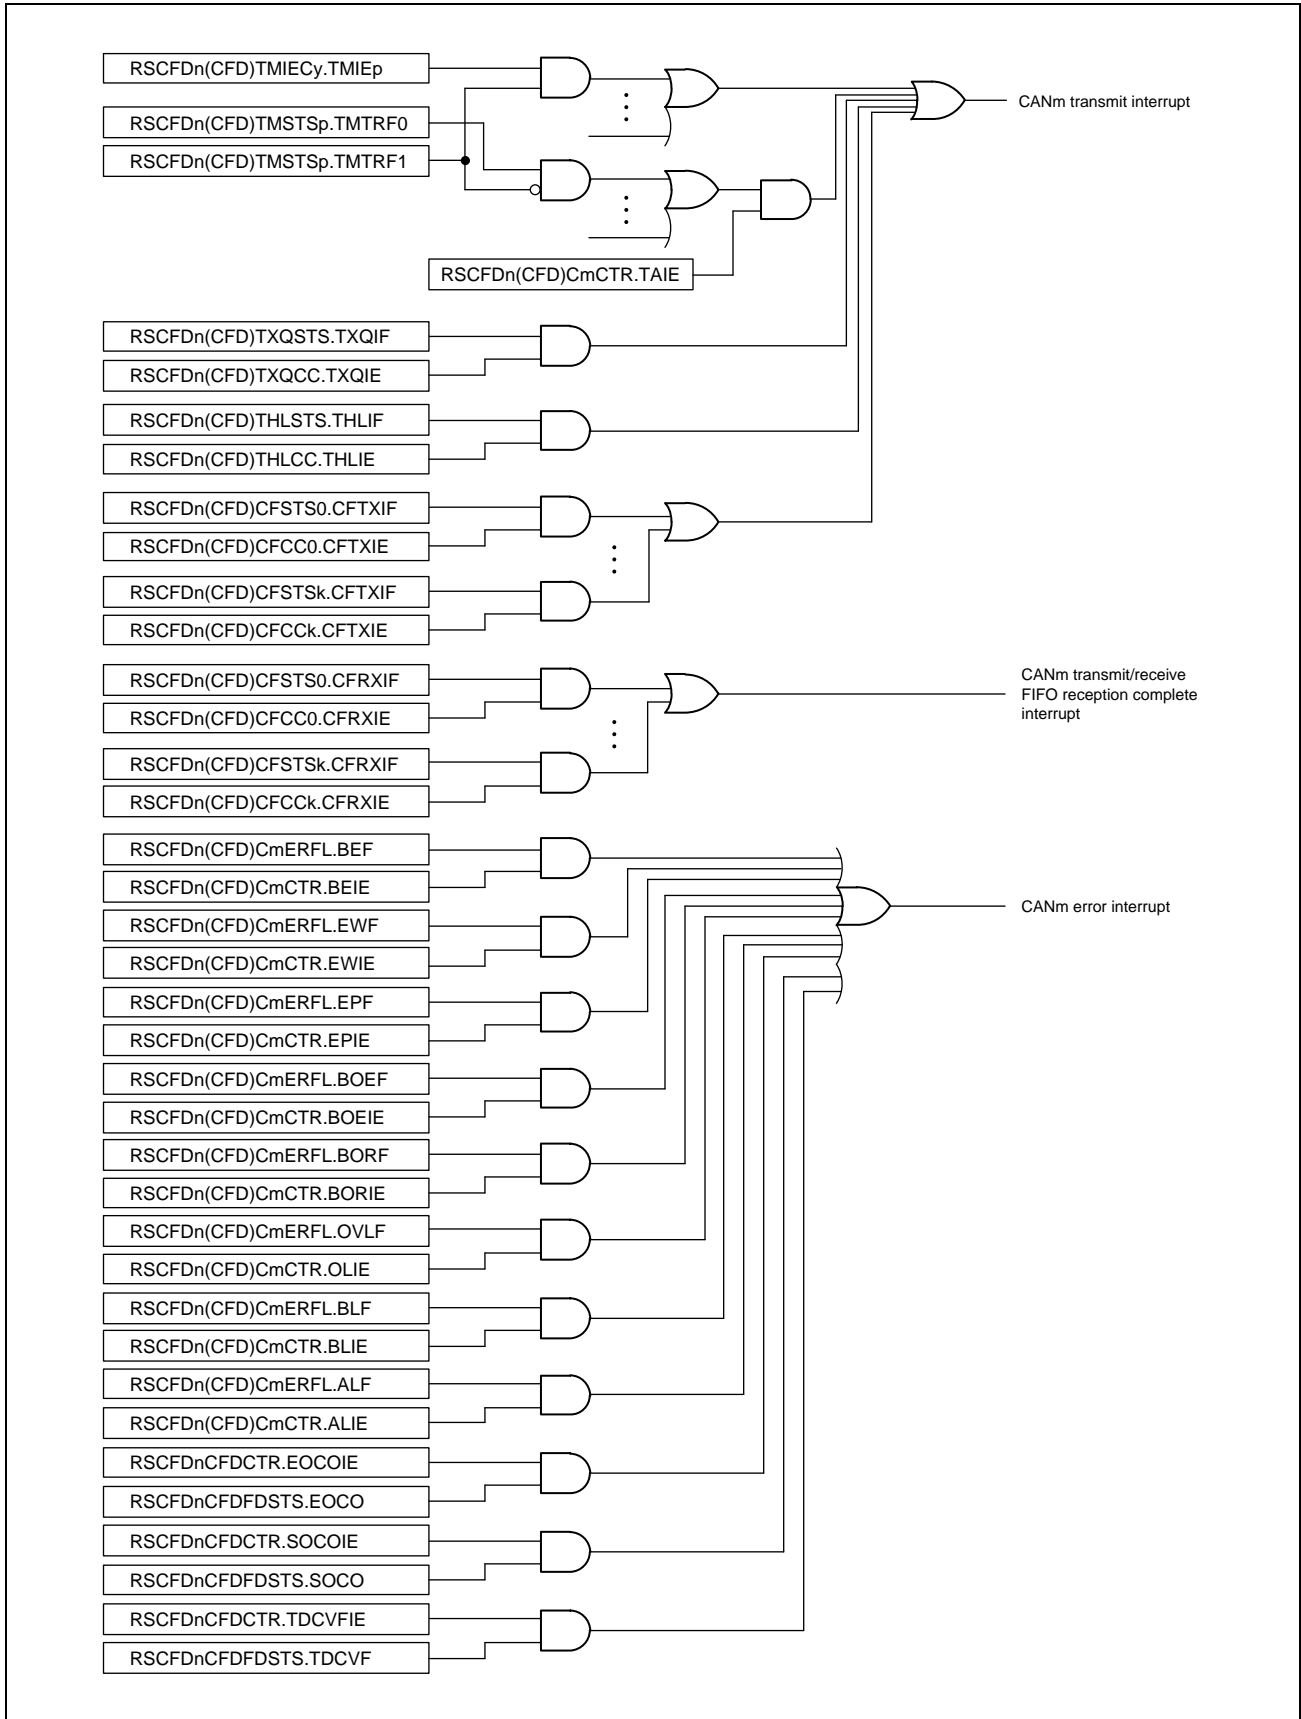 RSCFDn(CFD)TMIECy.TMIEp
RSCFDn(CFD)TMSTSp.TMTRF0
RSCFDn(CFD)TMSTSp.TMTRF1
CANm transmit interrupt
RSCFDn(CFD)CmCTR.TAIE
RSCFDn(CFD)TXQSTS.TXQIF
RSCFDn(CFD)TXQCC.TXQIE
RSCFDn(CFD)THLSTS.THLIF
RSCFDn(CFD)THLCC.THLIE
RSCFDn(CFD)CFSTS0.CFTXIF
RSCFDn(CFD)CFCC0.CFTXIE
RSCFDn(CFD)CFSTSk.CFTXIF
RSCFDn(CFD)CFCCk.CFTXIE
RSCFDn(CFD)CFSTS0.CFRXIF
RSCFDn(CFD)CFCC0.CFRXIE
CANm transmit/receive
FIFO reception complete
interrupt
RSCFDn(CFD)CFSTSk.CFRXIF
RSCFDn(CFD)CFCCk.CFRXIE
RSCFDn(CFD)CmERFL.BEF
RSCFDn(CFD)CmCTR.BEIE
CANm error interrupt
RSCFDn(CFD)CmERFL.EWF
RSCFDn(CFD)CmCTR.EWIE
RSCFDn(CFD)CmERFL.EPF
RSCFDn(CFD)CmCTR.EPIE
RSCFDn(CFD)CmERFL.BOEF
RSCFDn(CFD)CmCTR.BOEIE
RSCFDn(CFD)CmERFL.BORF
RSCFDn(CFD)CmCTR.BORIE
RSCFDn(CFD)CmERFL.OVLF
RSCFDn(CFD)CmCTR.OLIE
RSCFDn(CFD)CmERFL.BLF
RSCFDn(CFD)CmCTR.BLIE
RSCFDn(CFD)CmERFL.ALF
RSCFDn(CFD)CmCTR.ALIE
RSCFDnCFDCTR.EOCOIE
RSCFDnCFDFDSTS.EOCO
RSCFDnCFDCTR.SOCOIE
RSCFDnCFDFDSTS.SOCO
RSCFDnCFDCTR.TDCVFIE
RSCFDnCFDFDSTS.TDCVF